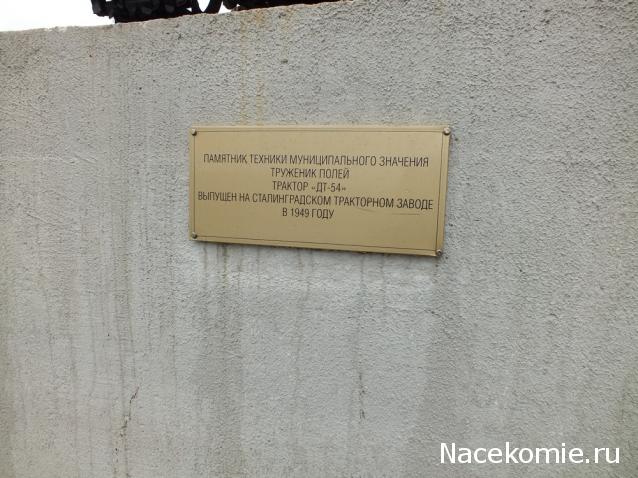 ПАМЯТНИК ТЕХНИКИ МУНИЦИПАЛЬНОГО ЗНАЧЕНИЯ
ТРУЖЕНИК ПОЛЕЙ
ТРАКТОР «ДТ-54»
ВЫПУЩЕН НА СТАЛИНГРАДСКОМ ТРАКТОРНОМ ЗАВОДЕ
В 1949 ГОДУ
Nacekomie.ru